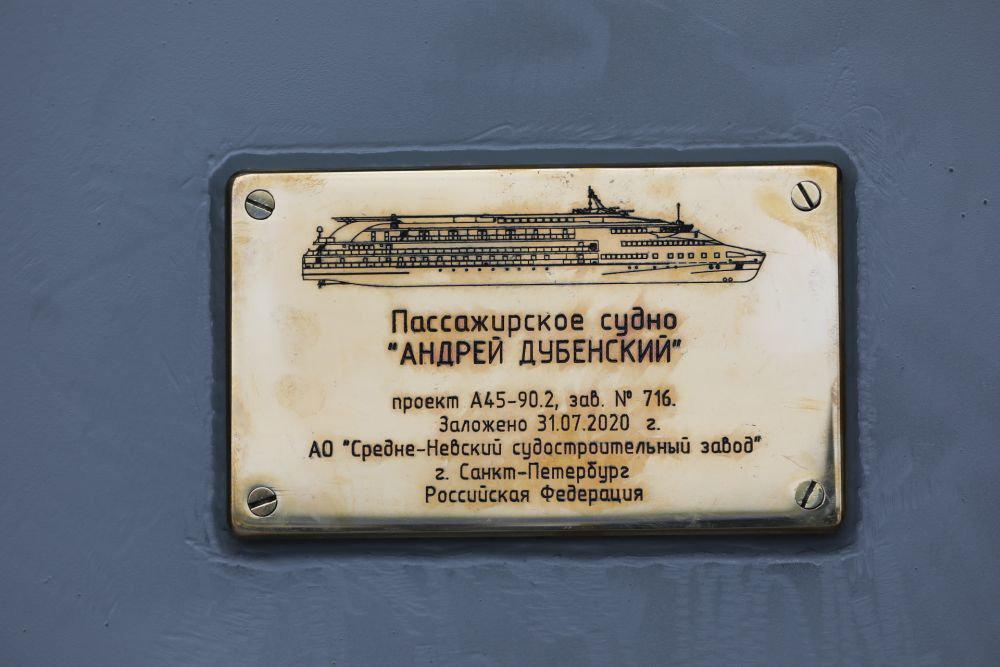 Пассажирское судно
"АНДРЕЙ ДУБЕНСКИЙ"
проект А45-90.2, зав. № 716.
Заложено 31.07.2020 г.
АО "Средне-Невский судостроительный завод"
г. Санкт-Петербург
Российская Федерация